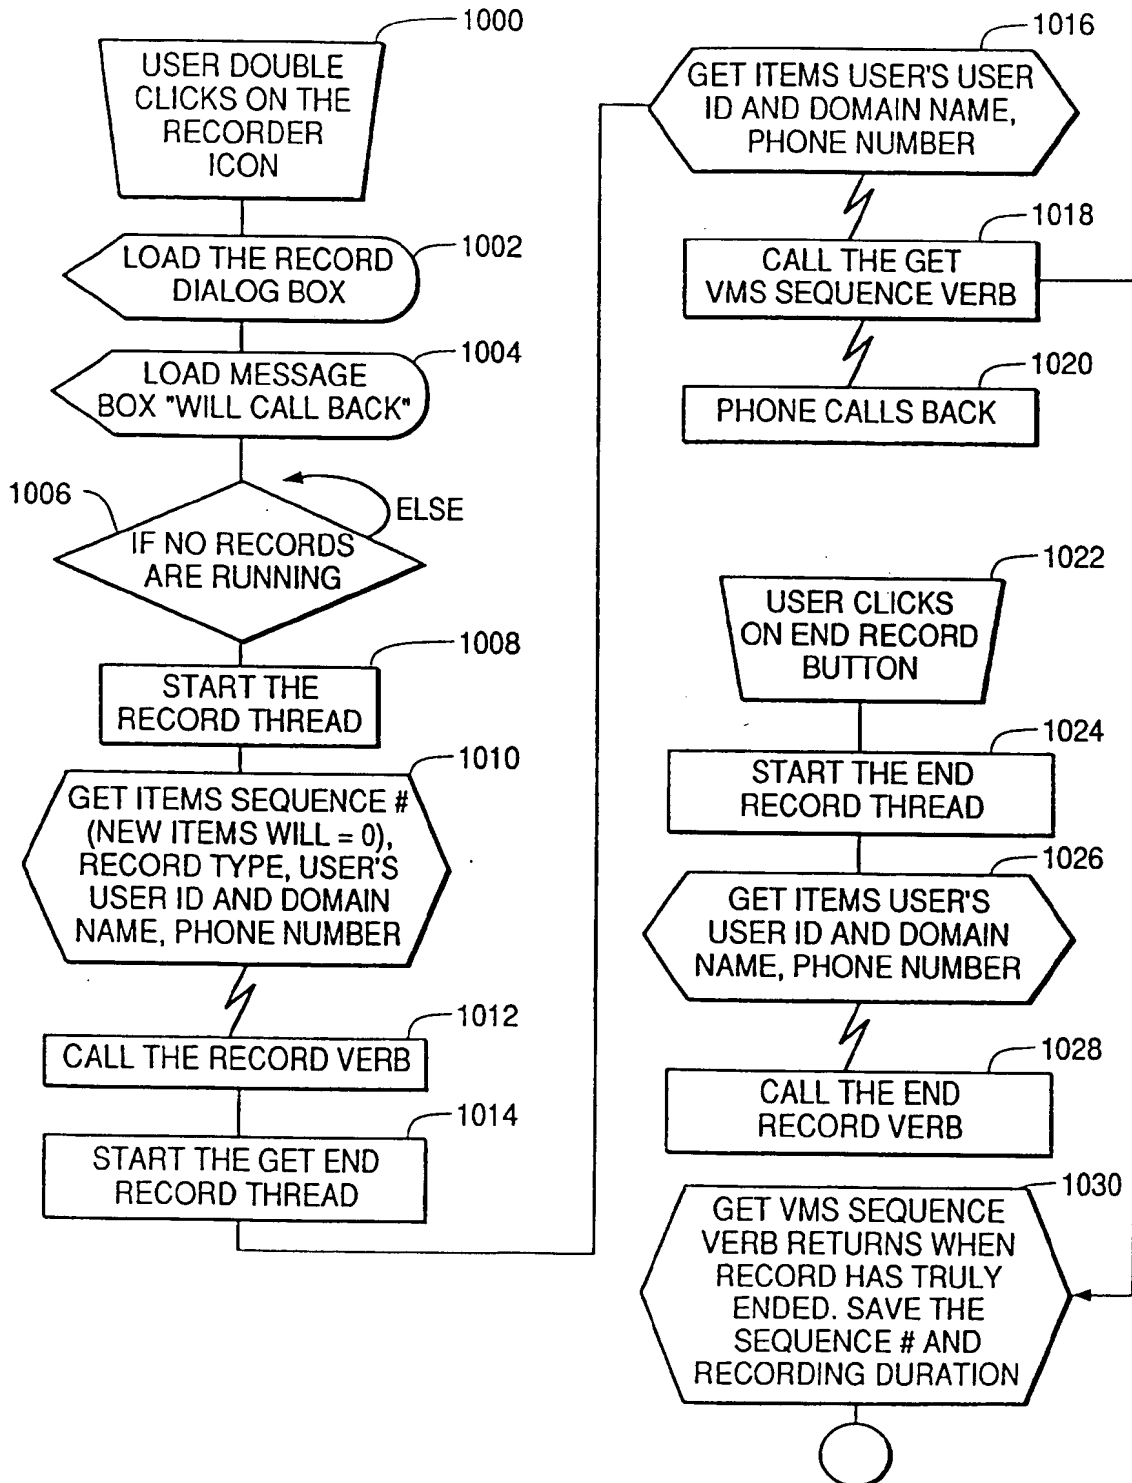 1000
USER DOUBLE
CLICKS ON THE
RECORDER
ICON
1002
LOAD THE RECORD
DIALOG BOX
1004
LOAD MESSAGE
BOX "WILL CALL BACK"
1006
ELSE
IF NO RECORDS
ARE RUNNING
1008
START THE
RECORD THREAD
1010
GET ITEMS SEQUENCE #
(NEW ITEMS WILL = 0),
RECORD TYPE, USER'S
USER ID AND DOMAIN
NAME, PHONE NUMBER
1012
CALL THE RECORD VERB
1014
START THE GET END
RECORD THREAD
1016
GET ITEMS USER'S USER
ID AND DOMAIN NAME,
PHONE NUMBER
1018
CALL THE GET
VMS SEQUENCE VERB
1020
PHONE CALLS BACK
1022
USER CLICKS
ON END RECORD
BUTTON
1024
START THE END
RECORD THREAD
1026
GET ITEMS USER'S
USER ID AND DOMAIN
NAME, PHONE NUMBER
1028
CALL THE END
RECORD VERB
1030
GET VMS SEQUENCE
VERB RETURNS WHEN
RECORD HAS TRULY
ENDED. SAVE THE
SEQUENCE # AND
RECORDING DURATION